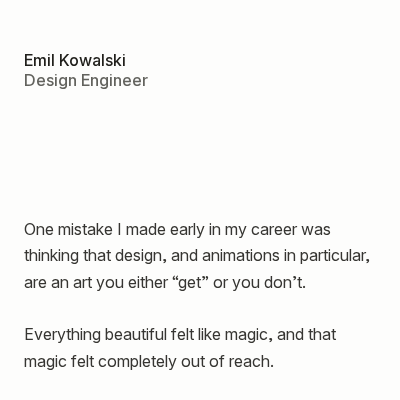 Emil Kowalski
Design Engineer
One mistake I made early in my career was
thinking that design, and animations in particular,
are an art you either “get” or you don’t.
Everything beautiful felt like magic, and that
magic felt completely out of reach.